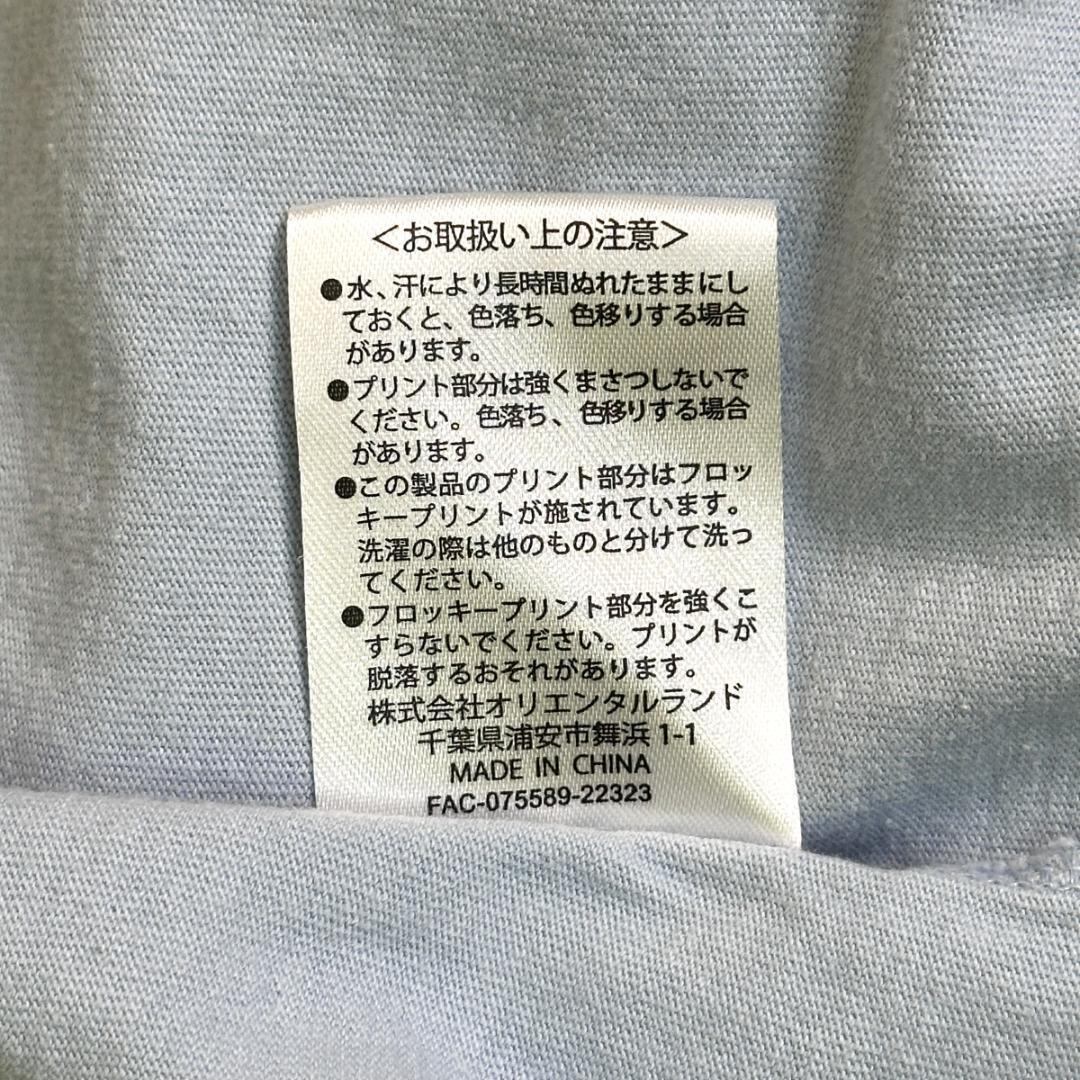 ＜お取扱い上の注意＞
●水、汗により長時間ぬれたままにし
ておくと、色落ち、色移りする場合
があります。
●プリント部分は強くまさつしないで
ください。色落ち、色移りする場合
があります。
●この製品のプリント部分はフロッ
キープリントが施されています。
洗濯の際は他のものと分けて洗っ
てください。
●フロッキープリント部分を強くこ
すらないでください。プリントが
脱落するおそれがあります。
株式会社オリエンタルランド
千葉県浦安市舞浜1-1
MADE IN CHINA
FAC-075589-22323